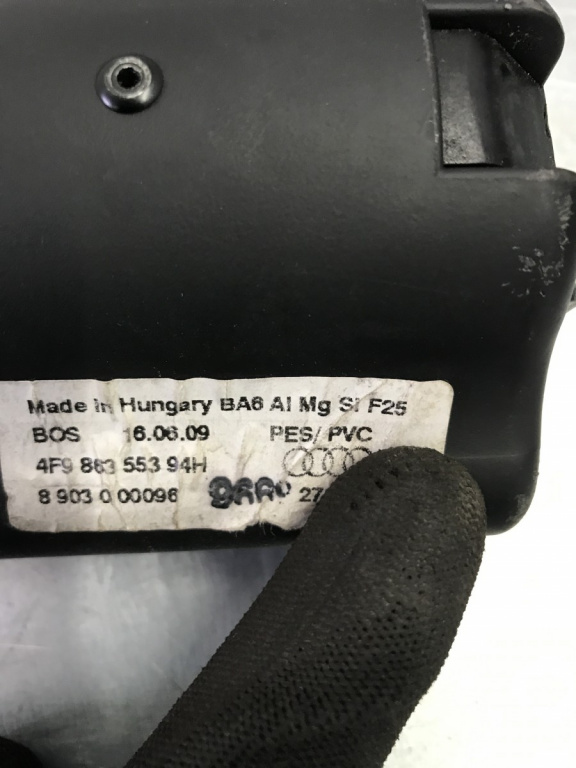 Made in Hungary BA6 Al Mg Si F25
BOS 16.06.09 PES/ PVC
4F9 863 553 94H
8 903 0 00096 27